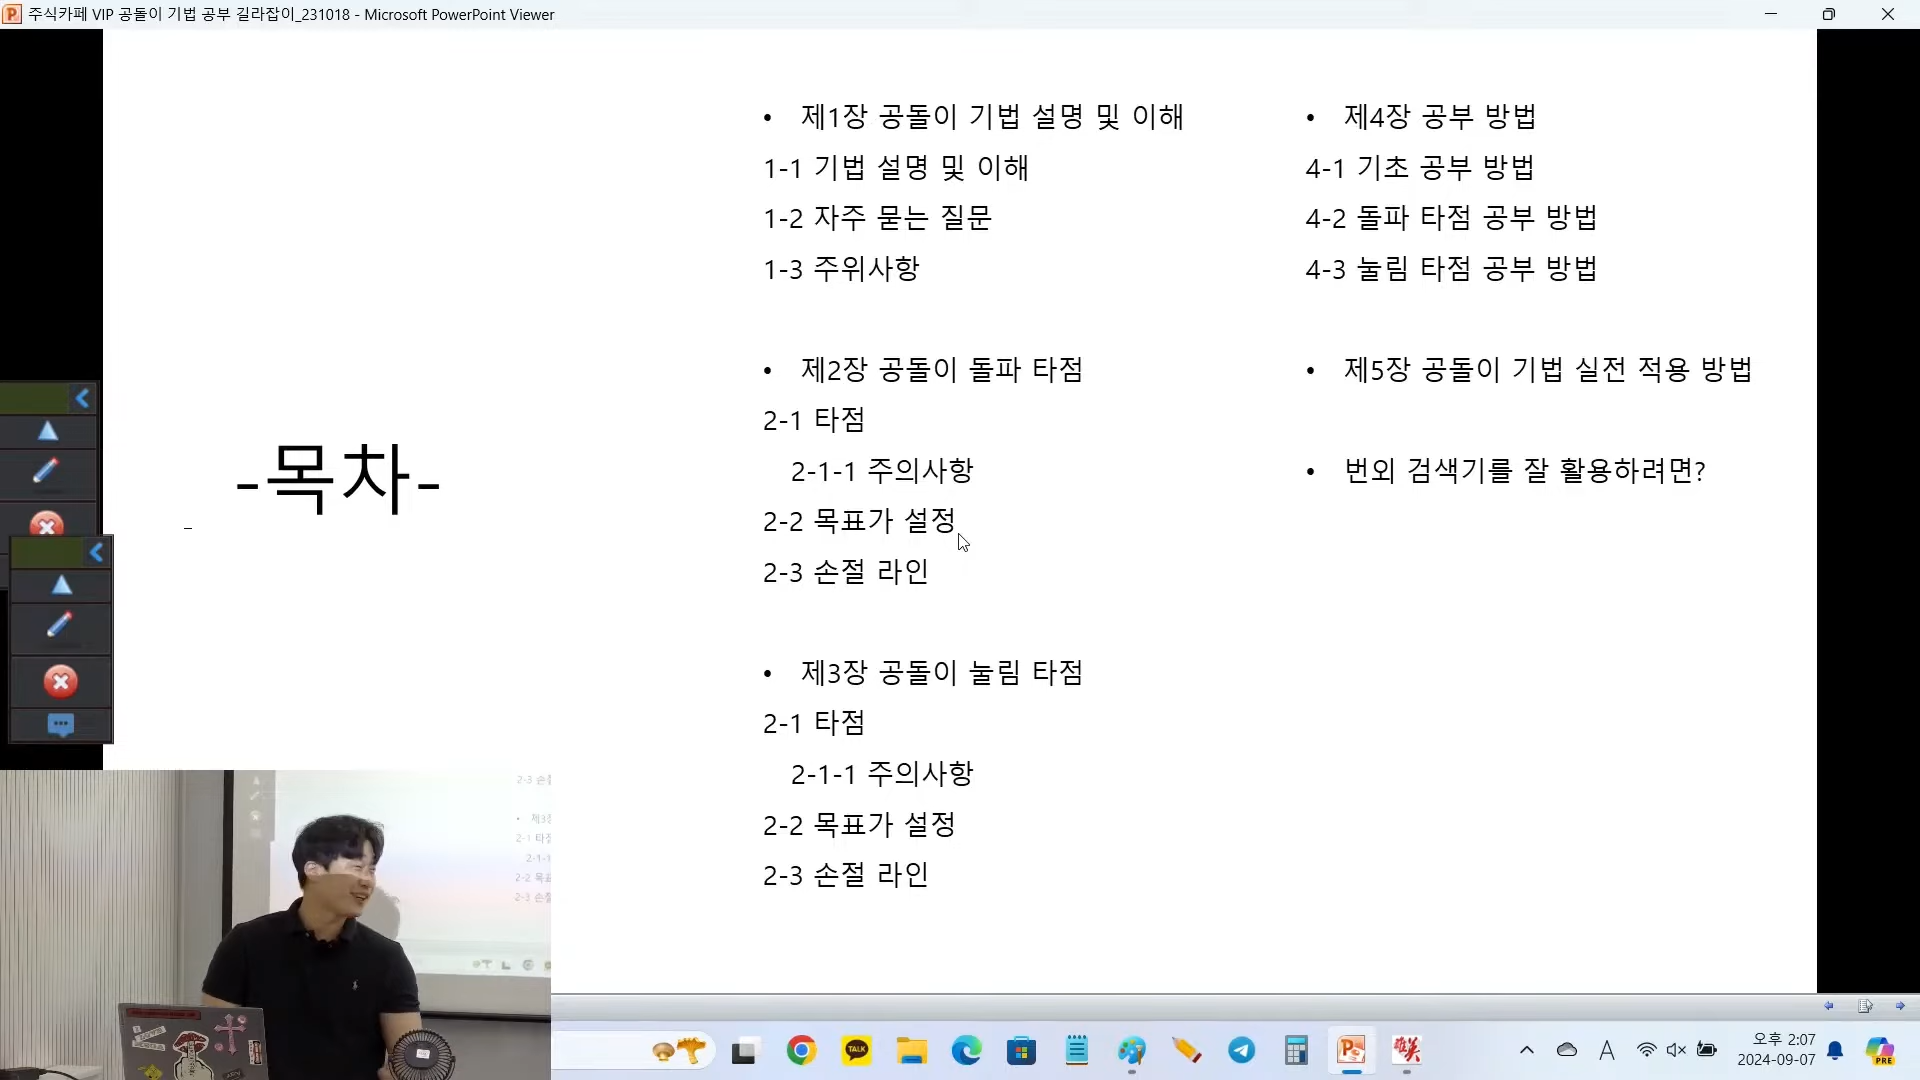 주식카페 VIP 공돌이 기법 공부 길라잡이_231018 - Microsoft PowerPoint Viewer
-목차-
• 제1장 공돌이 기법 설명 및 이해
1-1 기법 설명 및 이해
1-2 자주 묻는 질문
1-3 주위사항
• 제2장 공돌이 돌파 타점
2-1 타점
2-1-1 주의사항
2-2 목표가 설정
2-3 손절 라인
• 제3장 공돌이 눌림 타점
2-1 타점
2-1-1 주의사항
2-2 목표가 설정
2-3 손절 라인
• 제4장 공부 방법
4-1 기초 공부 방법
4-2 돌파 타점 공부 방법
4-3 눌림 타점 공부 방법
• 제5장 공돌이 기법 실전 적용 방법
• 번외 검색기를 잘 활용하려면?
TALK
A
오후 2:07
2024-09-07
PRE